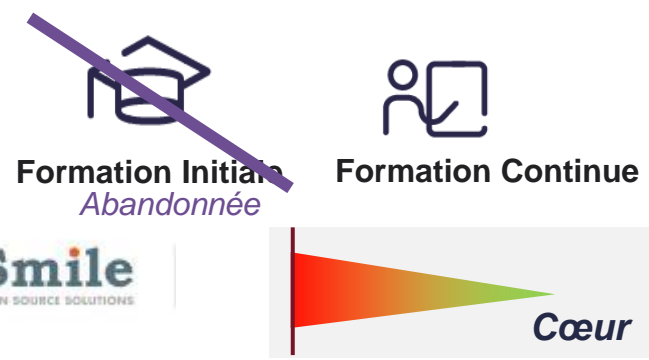 Formation Initiale
Abandonnée
Formation Continue
Smile
N SOURCE SOLUTIONS
Cœur